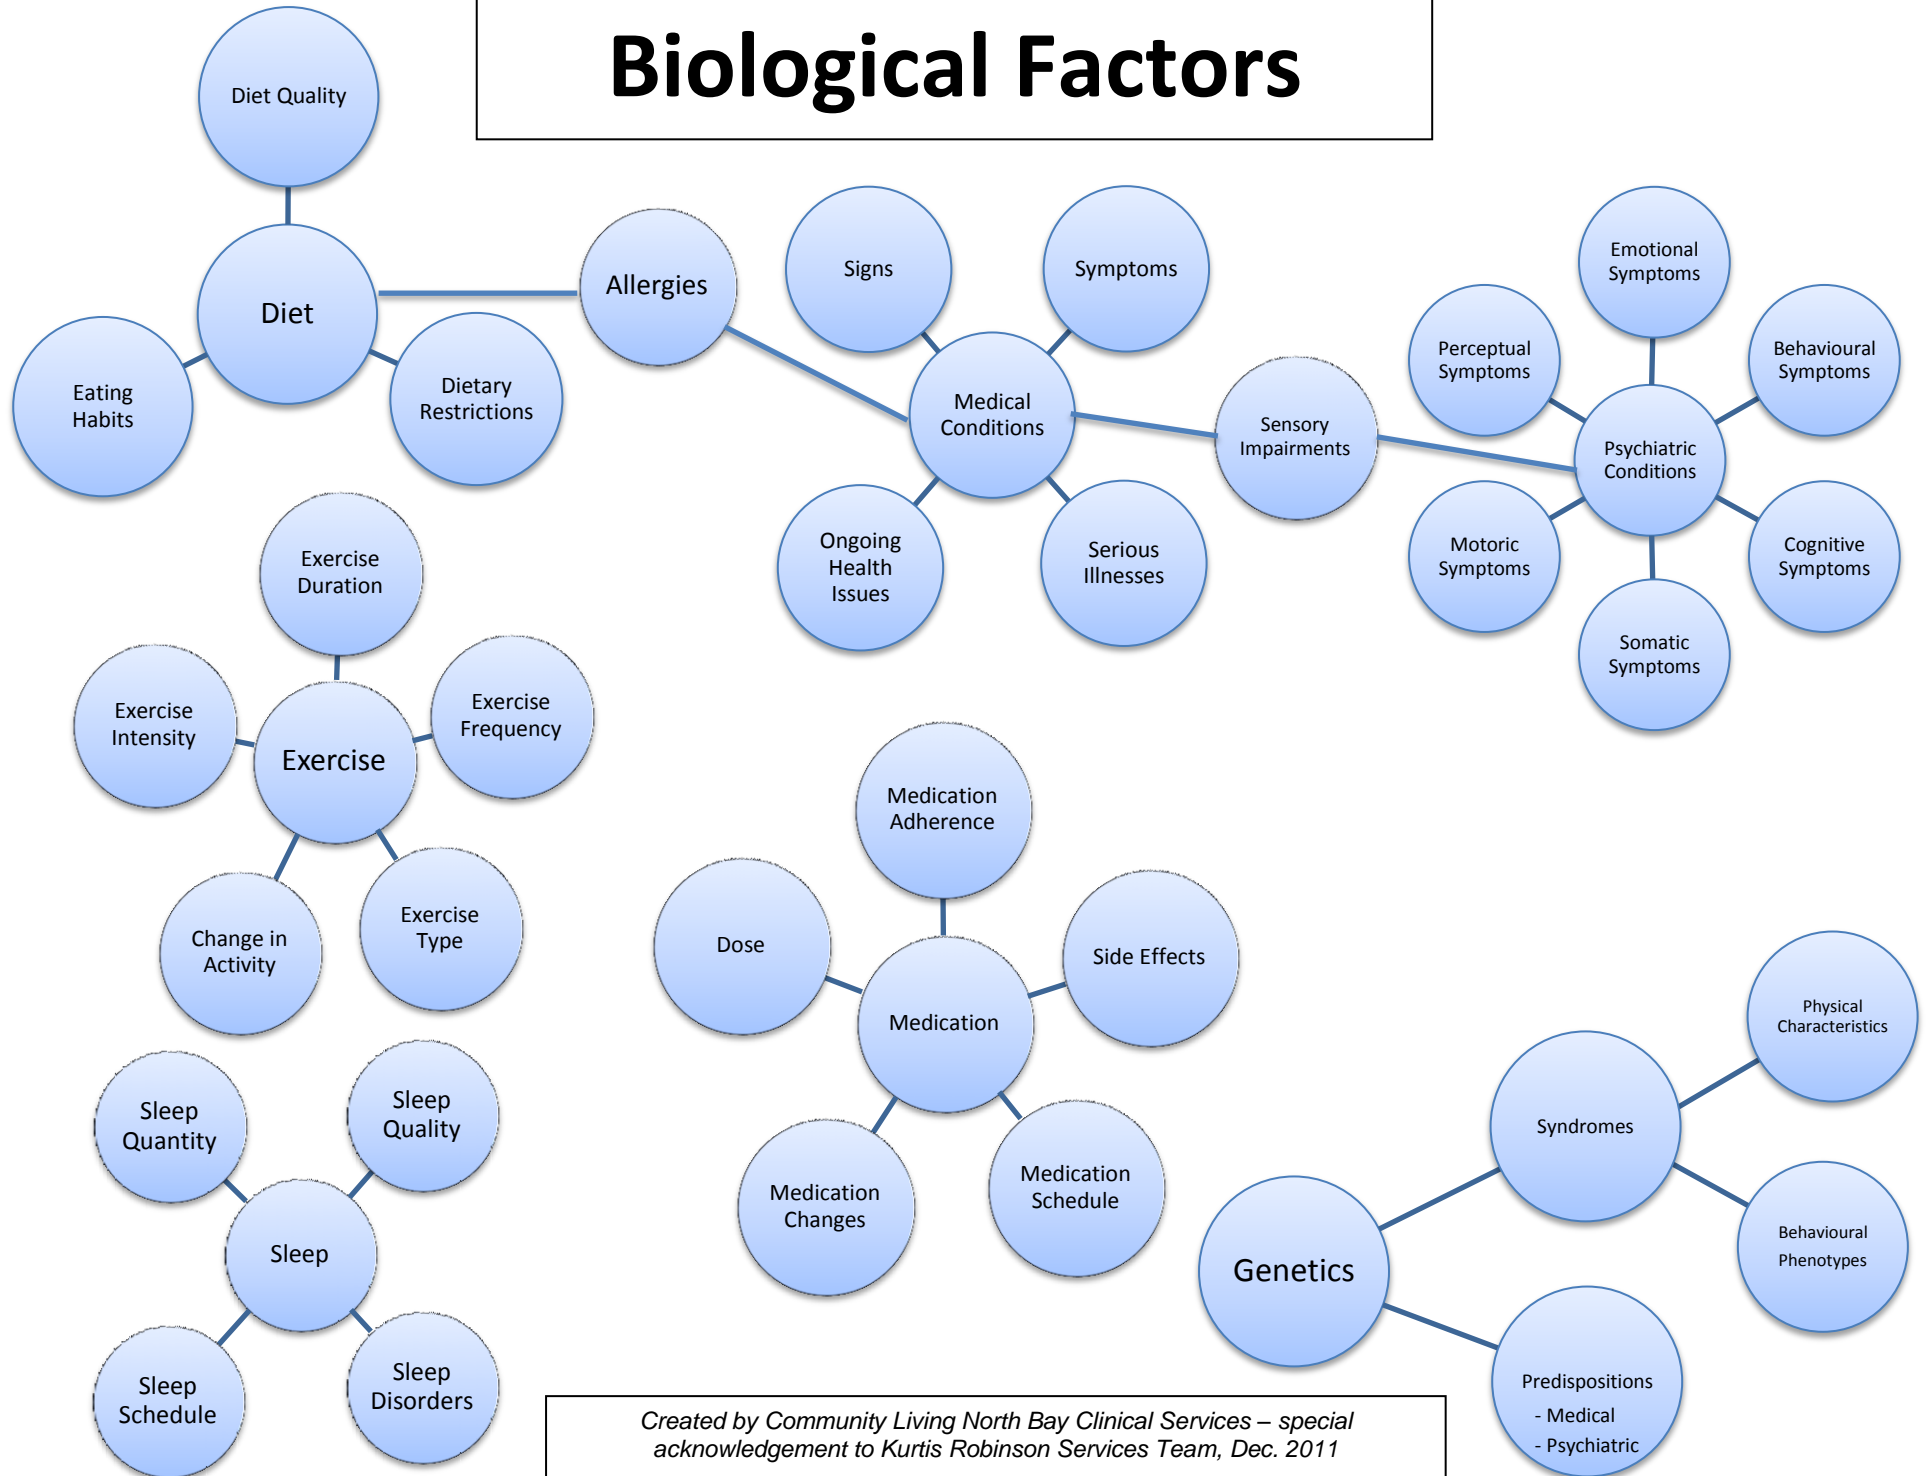 Biological Factors
Diet Quality
Diet
Eating
Habits
Dietary
Restrictions
Allergies
Signs
Symptoms
Medical
Conditions
Ongoing
Health
Issues
Serious
Illnesses
Sensory
Impairments
Emotional
Symptoms
Perceptual
Symptoms
Behavioural
Symptoms
Psychiatric
Conditions
Motoric
Symptoms
Cognitive
Symptoms
Somatic
Symptoms
Exercise
Duration
Exercise
Intensity
Exercise
Frequency
Exercise
Change in
Activity
Exercise
Type
Medication
Adherence
Dose
Side Effects
Medication
Medication
Changes
Medication
Schedule
Sleep
Quantity
Sleep
Quality
Sleep
Sleep
Schedule
Sleep
Disorders
Physical
Characteristics
Syndromes
Behavioural
Phenotypes
Genetics
Predispositions
- Medical
- Psychiatric
Created by Community Living North Bay Clinical Services – special
acknowledgement to Kurtis Robinson Services Team, Dec. 2011